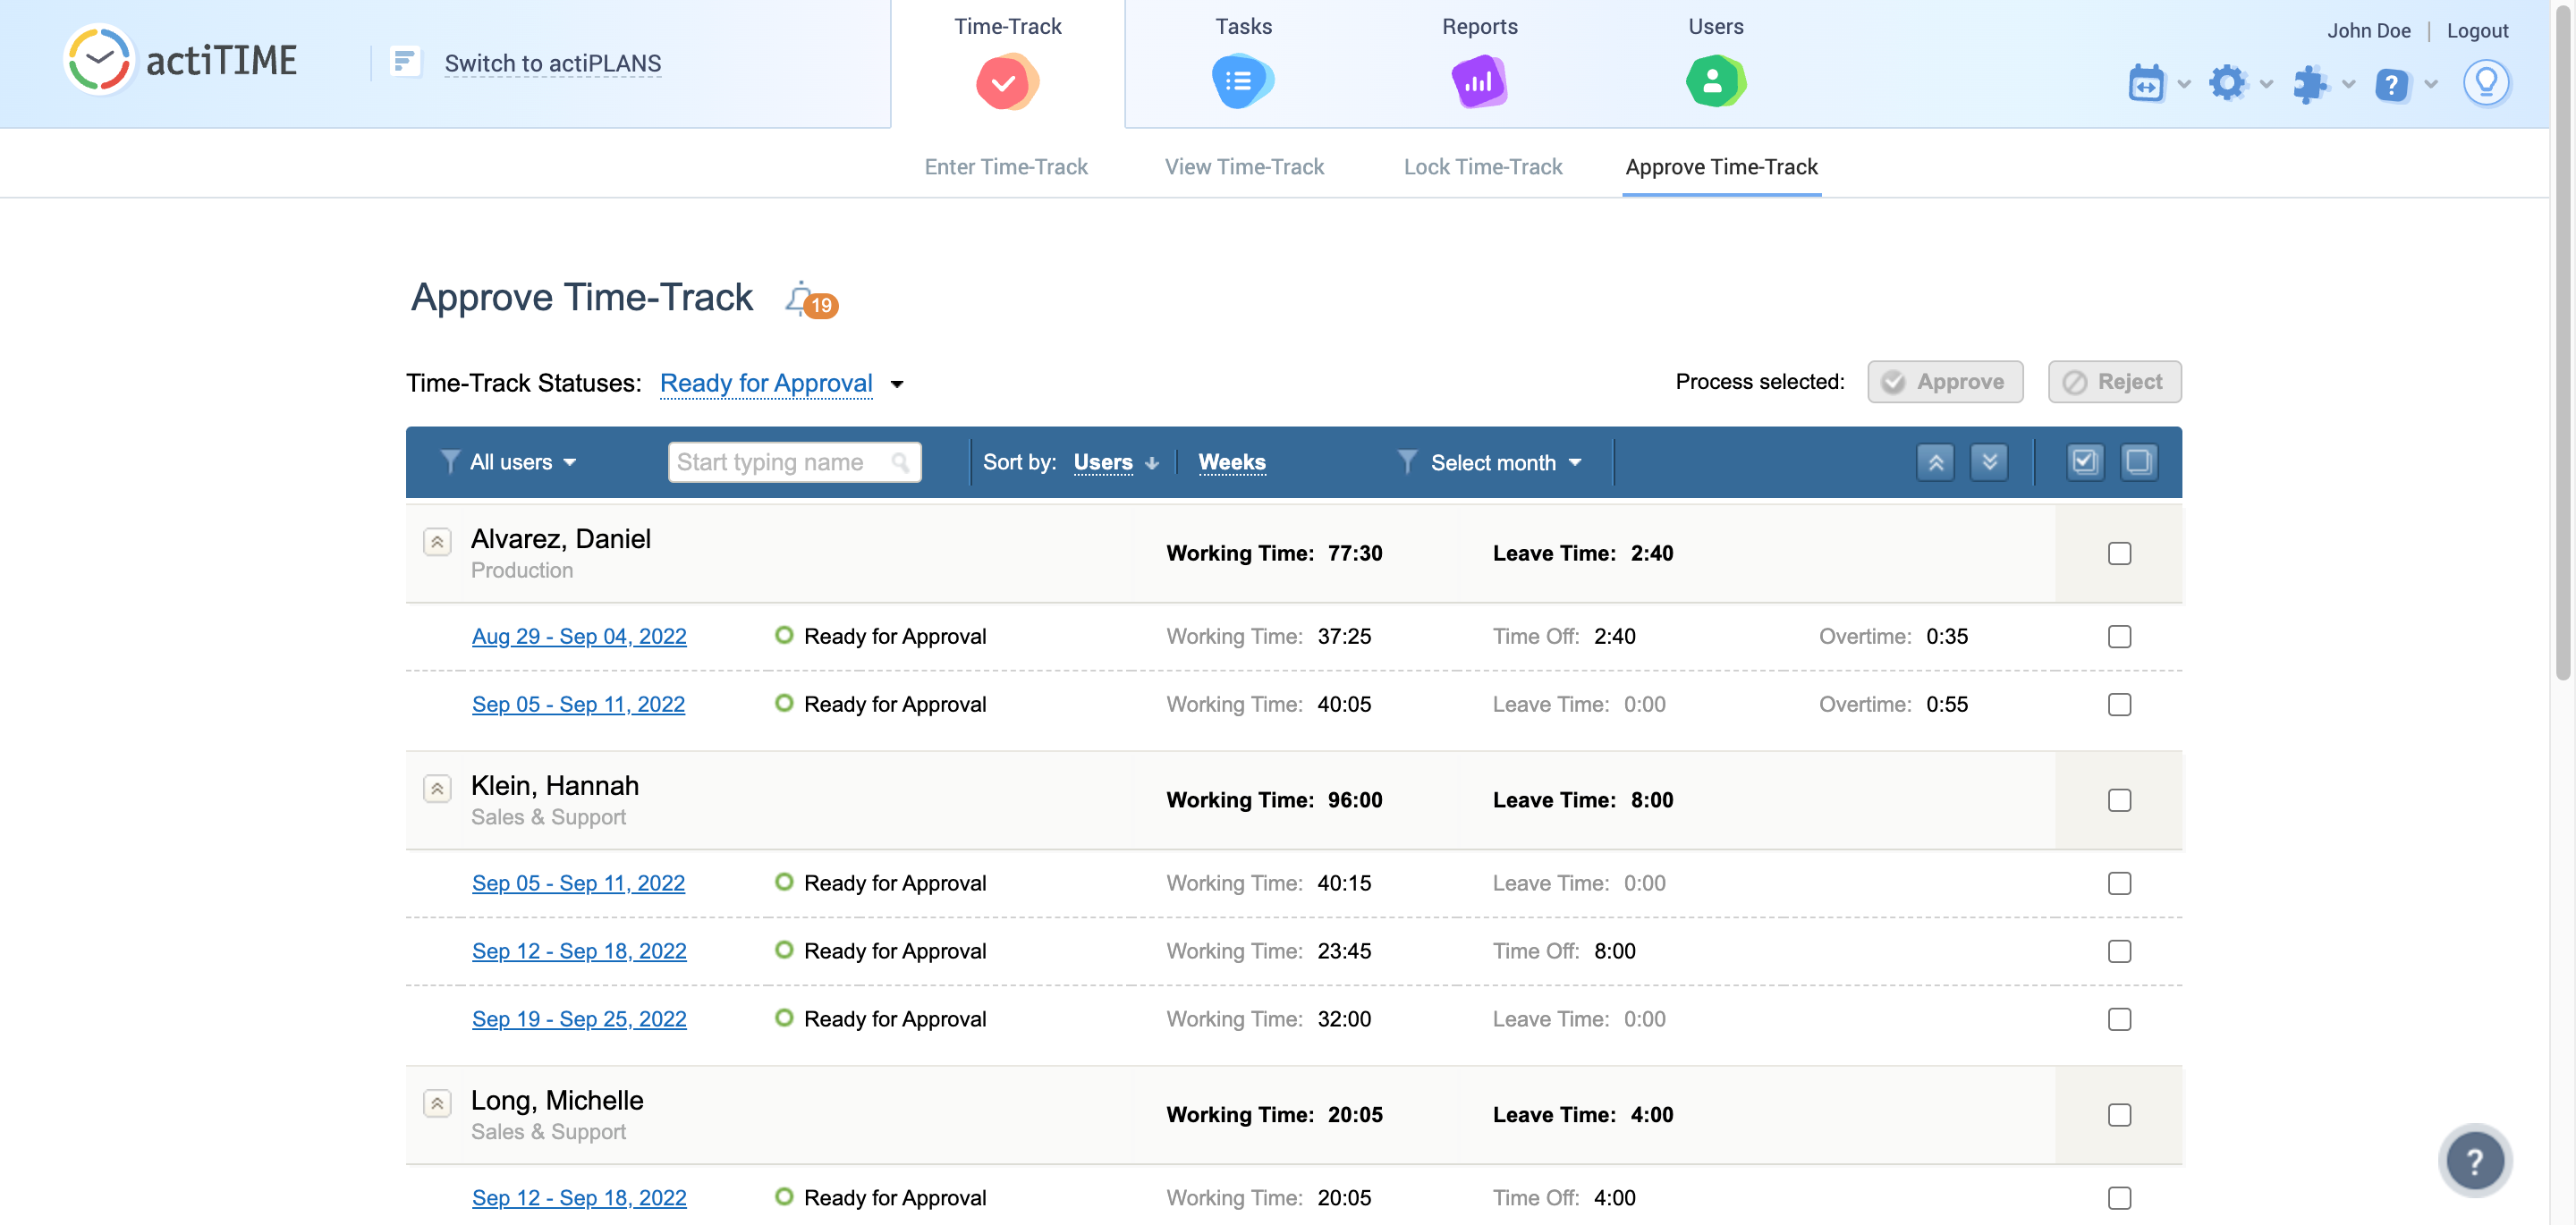 actiTIME
Switch to actiPLANS
Time-Track
Tasks
Reports
Users
John Doe
Logout
Enter Time-Track
View Time-Track
Lock Time-Track
Approve Time-Track
Approve Time-Track
19
Time-Track Statuses: Ready for Approval
Process selected: Approve Reject
All users
Start typing name
Sort by: Users Weeks
Select month
Alvarez, Daniel
Production
Working Time: 77:30 Leave Time: 2:40
Aug 29 - Sep 04, 2022 Ready for Approval Working Time: 37:25 Time Off: 2:40 Overtime: 0:35
Sep 05 - Sep 11, 2022 Ready for Approval Working Time: 40:05 Leave Time: 0:00 Overtime: 0:55
Klein, Hannah
Sales & Support
Working Time: 96:00 Leave Time: 8:00
Sep 05 - Sep 11, 2022 Ready for Approval Working Time: 40:15 Leave Time: 0:00
Sep 12 - Sep 18, 2022 Ready for Approval Working Time: 23:45 Time Off: 8:00
Sep 19 - Sep 25, 2022 Ready for Approval Working Time: 32:00 Leave Time: 0:00
Long, Michelle
Sales & Support
Working Time: 20:05 Leave Time: 4:00
Sep 12 - Sep 18, 2022 Ready for Approval Working Time: 20:05 Time Off: 4:00
?